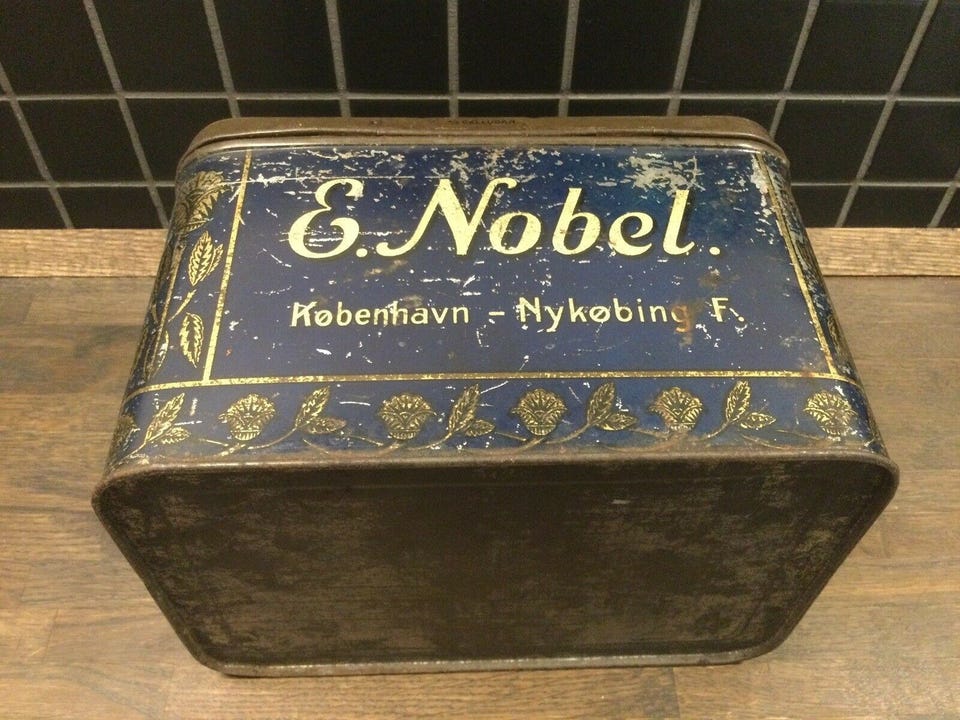 E. Nobel.
København - Nykøbing F.